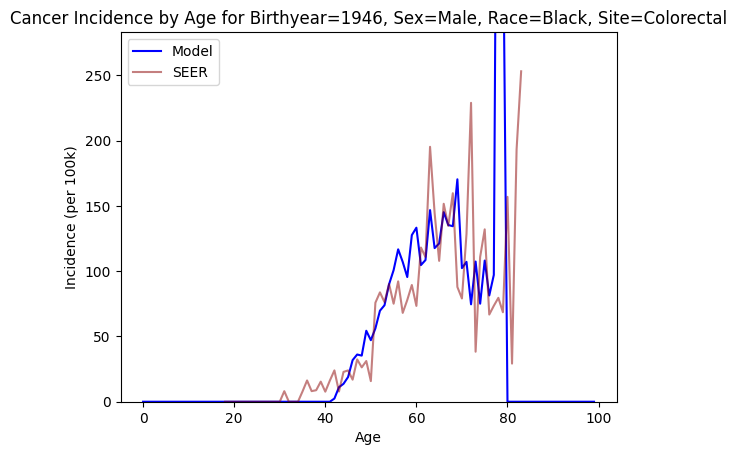 Cancer Incidence by Age for Birthyear=1946, Sex=Male, Race=Black, Site=Colorectal
Model
SEER
250
200
150
100
50
0
Incidence (per 100k)
0 20 40 60 80 100
Age